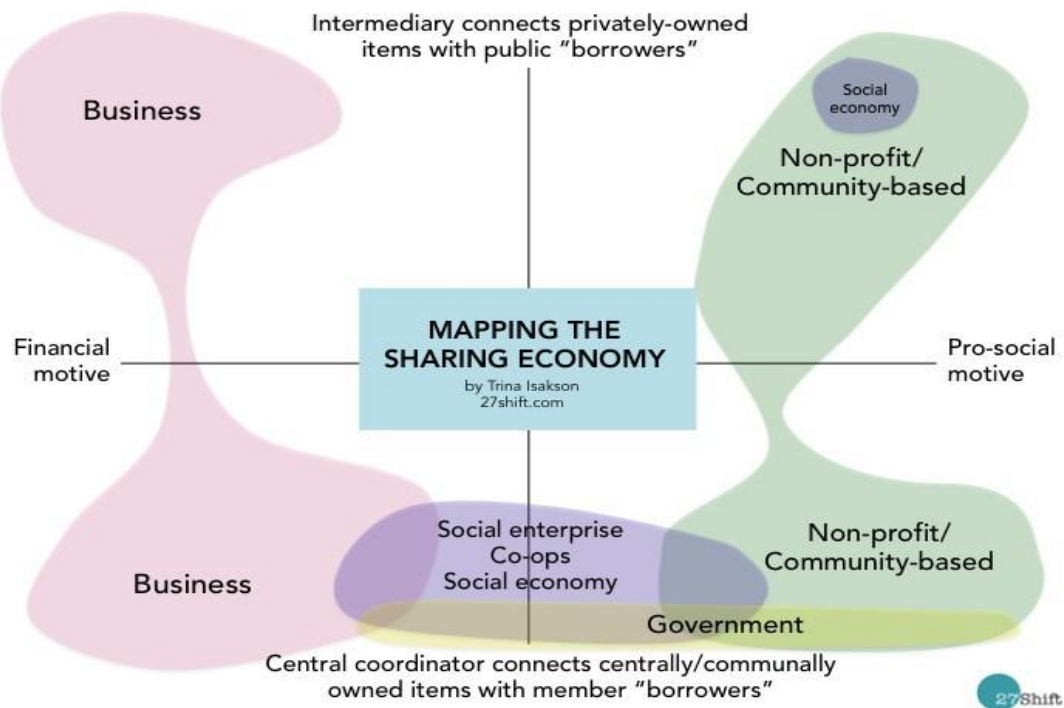 Intermediary connects privately-owned
items with public “borrowers”
Business
Social
economy
Non-profit/
Community-based
Financial
motive
MAPPING THE
SHARING ECONOMY
by Trina Isakson
27shift.com
Pro-social
motive
Social enterprise
Co-ops
Social economy
Non-profit/
Community-based
Business
Government
Central coordinator connects centrally/communally
owned items with member “borrowers”
27Shift